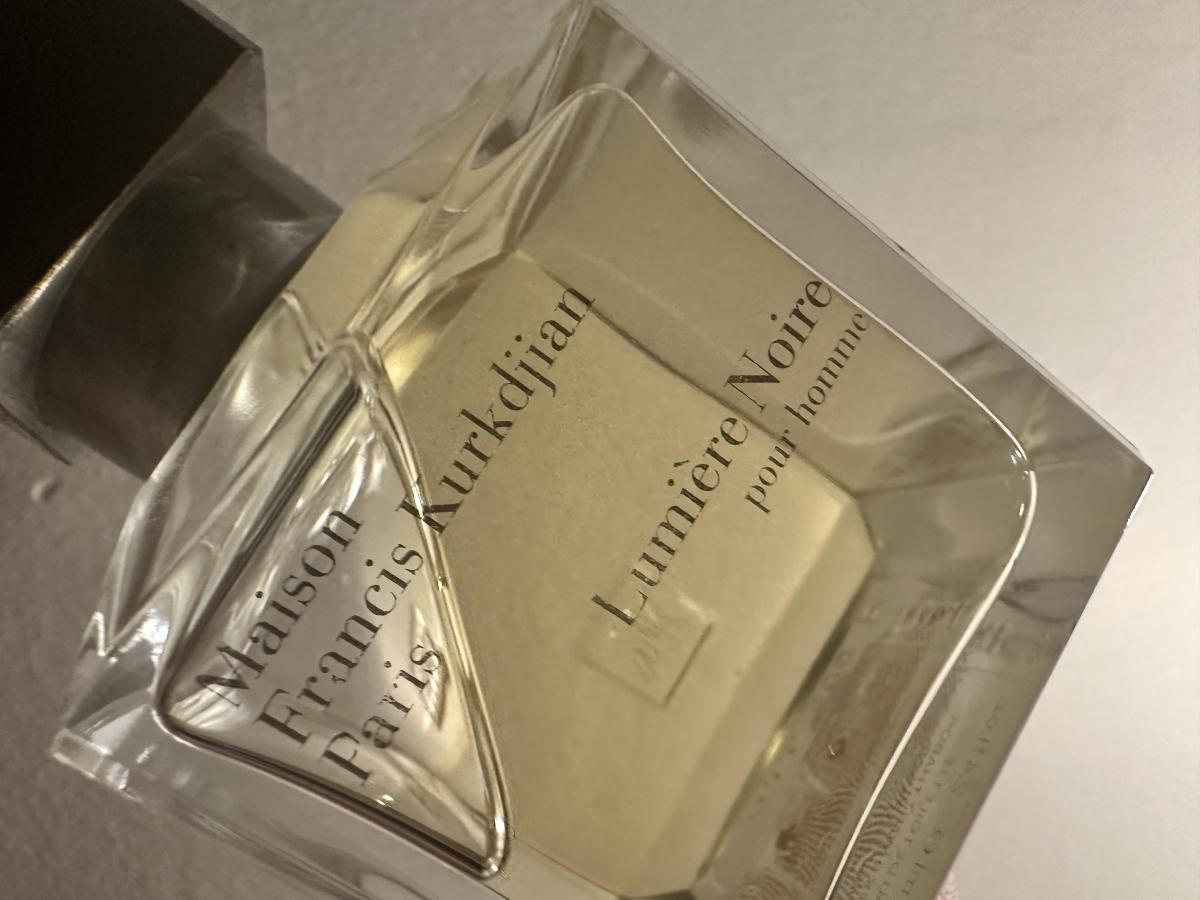 Maison
Francis Kurkdjian
Paris
Lumière Noire
pour homme